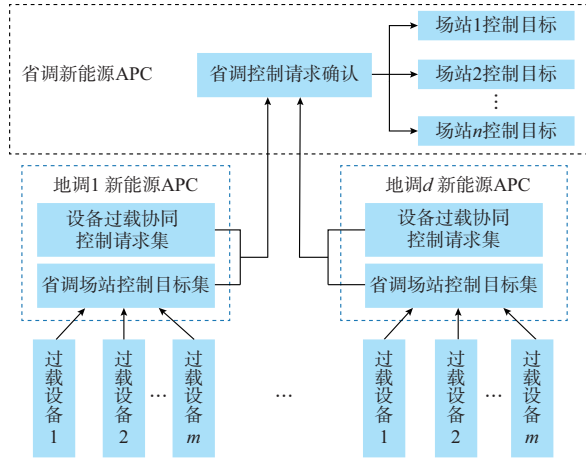 场站1控制目标
省调新能源APC
省调控制请求确认
场站2控制目标
⋮
场站n控制目标
地调1 新能源APC
设备过载协同
控制请求集
省调场站控制目标集
地调d 新能源APC
设备过载协同
控制请求集
省调场站控制目标集
过载设备1
过载设备2
…
过载设备m
…
过载设备1
过载设备2
…
过载设备m